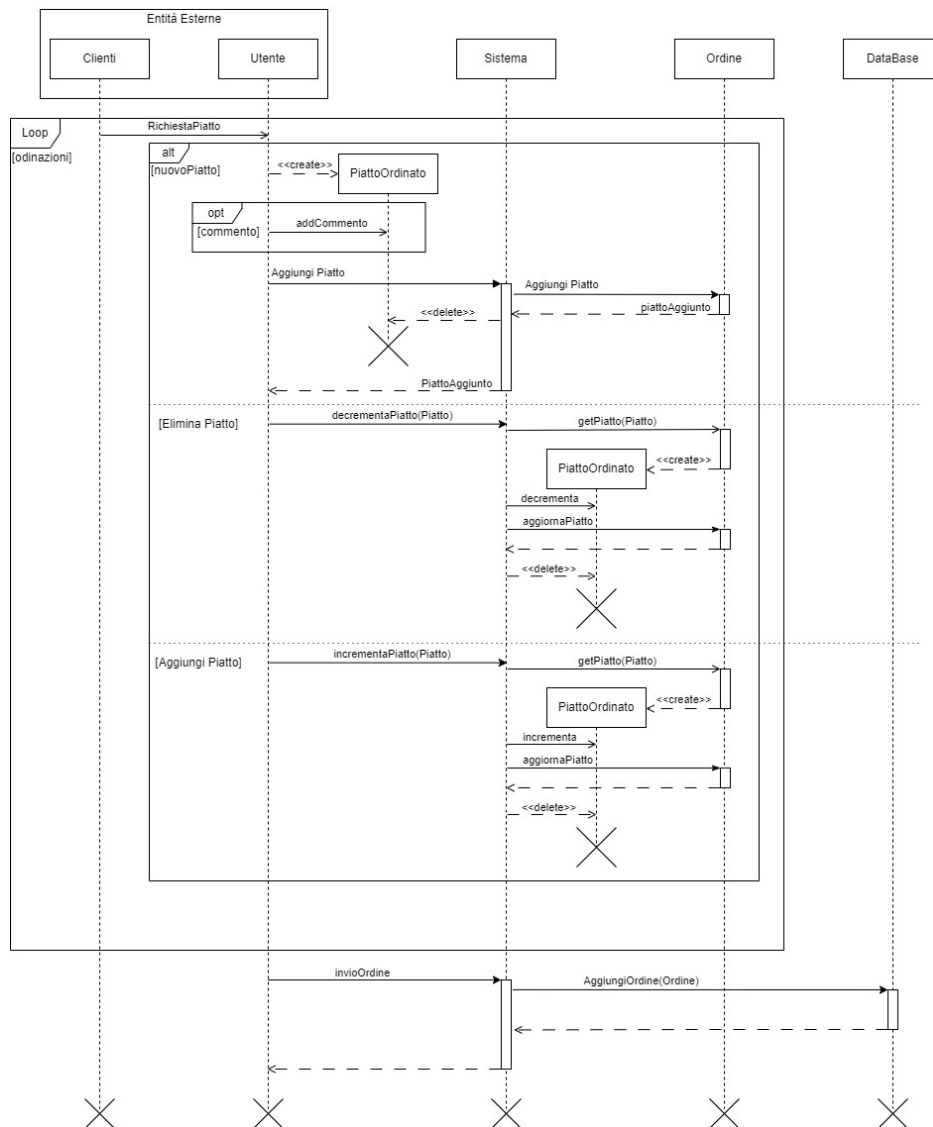 Entitá Esterne
Clienti
Utente
Sistema
Ordine
DataBase
Loop
[odinazioni]
RichiestaPiatto
alt
[nuovoPiatto]
<<create>>
PiattoOrdinato
opt
[commento]
addCommento
Aggiungi Piatto
Aggiungi Piatto
piattoAggiunto
<<delete>>
PiattoAggiunto
[Elimina Piatto]
decrementaPiatto(Piatto)
getPiatto(Piatto)
PiattoOrdinato
<<create>>
decrementa
aggiornaPiatto
<<delete>>
[Aggiungi Piatto]
incrementaPiatto(Piatto)
getPiatto(Piatto)
PiattoOrdinato
<<create>>
incrementa
aggiornaPiatto
<<delete>>
invioOrdine
AggiungiOrdine(Ordine)